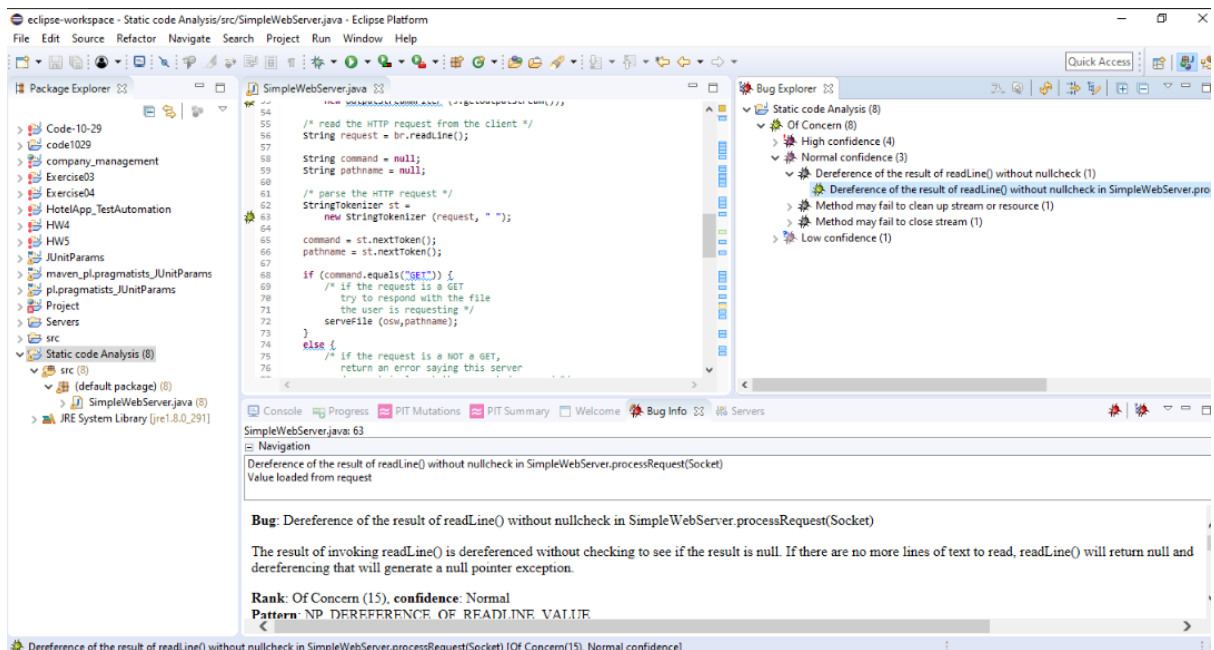 eclipse-workspace - Static code Analysis/src/SimpleWebServer.java - Eclipse Platform
File Edit Source Refactor Navigate Search Project Run Window Help
Quick Access
Package Explorer
Code-10-29
code1029
company_management
Exercise03
Exercise04
HotelApp_TestAutomation
HW4
HW5
JUnitParams
maven_pl.pragmatists_JUnitParams
pl.pragmatists_JUnitParams
Project
Servers
src
Static code Analysis (8)
src (8)
(default package) (8)
SimpleWebServer.java (8)
JRE System Library [jre1.8.0_291]
SimpleWebServer.java
53 new OutputStreamWriter (s.getOutputStream());
54
55 /* read the HTTP request from the client */
56 String request = br.readLine();
57
58 String command = null;
59 String pathname = null;
60
61 /* parse the HTTP request */
62 StringTokenizer st =
63 new StringTokenizer (request, " ");
64
65 command = st.nextToken();
66 pathname = st.nextToken();
67
68 if (command.equals("GET")) {
69 /* if the request is a GET
70 try to respond with the file
71 the user is requesting */
72 serveFile (osw,pathname);
73 }
74 else {
75 /* if the request is a NOT a GET,
76 return an error saying this server
Bug Explorer
Static code Analysis (8)
Of Concern (8)
High confidence (4)
Normal confidence (3)
Dereference of the result of readLine() without nullcheck (1)
Dereference of the result of readLine() without nullcheck in SimpleWebServer.pro
Method may fail to clean up stream or resource (1)
Method may fail to close stream (1)
Low confidence (1)
Console Progress PIT Mutations PIT Summary Welcome Bug Info Servers
SimpleWebServer.java: 63
Navigation
Dereference of the result of readLine() without nullcheck in SimpleWebServer.processRequest(Socket)
Value loaded from request
Bug: Dereference of the result of readLine() without nullcheck in SimpleWebServer.processRequest(Socket)
The result of invoking readLine() is dereferenced without checking to see if the result is null. If there are no more lines of text to read, readLine() will return null and
dereferencing that will generate a null pointer exception.
Rank: Of Concern (15), confidence: Normal
Pattern: NP_DEREFERENCE_OF_READLINE_VALUE
Dereference of the result of readLine() without nullcheck in SimpleWebServer.processRequest(Socket) [Of Concern(15), Normal confidence]